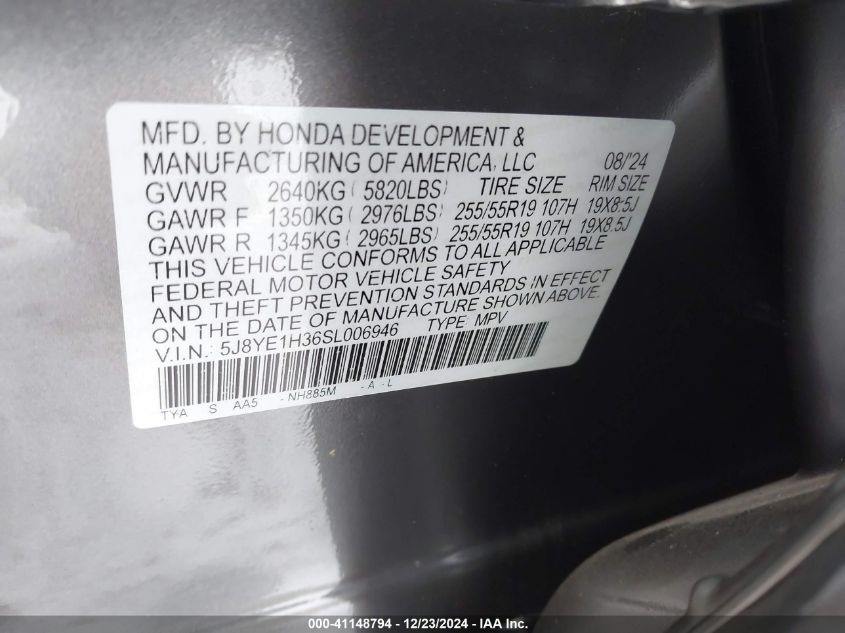 MFD. BY HONDA DEVELOPMENT &
MANUFACTURING OF AMERICA, LLC 08/'24
GVWR 2640KG ( 5820LBS) TIRE SIZE RIM SIZE
GAWR F 1350KG ( 2976LBS) 255/55R19 107H 19X8.5J
GAWR R 1345KG ( 2965LBS) 255/55R19 107H 19X8.5J
THIS VEHICLE CONFORMS TO ALL APPLICABLE
FEDERAL MOTOR VEHICLE SAFETY
AND THEFT PREVENTION STANDARDS IN EFFECT
ON THE DATE OF MANUFACTURE SHOWN ABOVE.
V.I.N.: 5J8YE1H36SL006946 TYPE: MPV
TYA S AA5 - NH885M - A - L
000-41148794 - 12/23/2024 - IAA Inc.